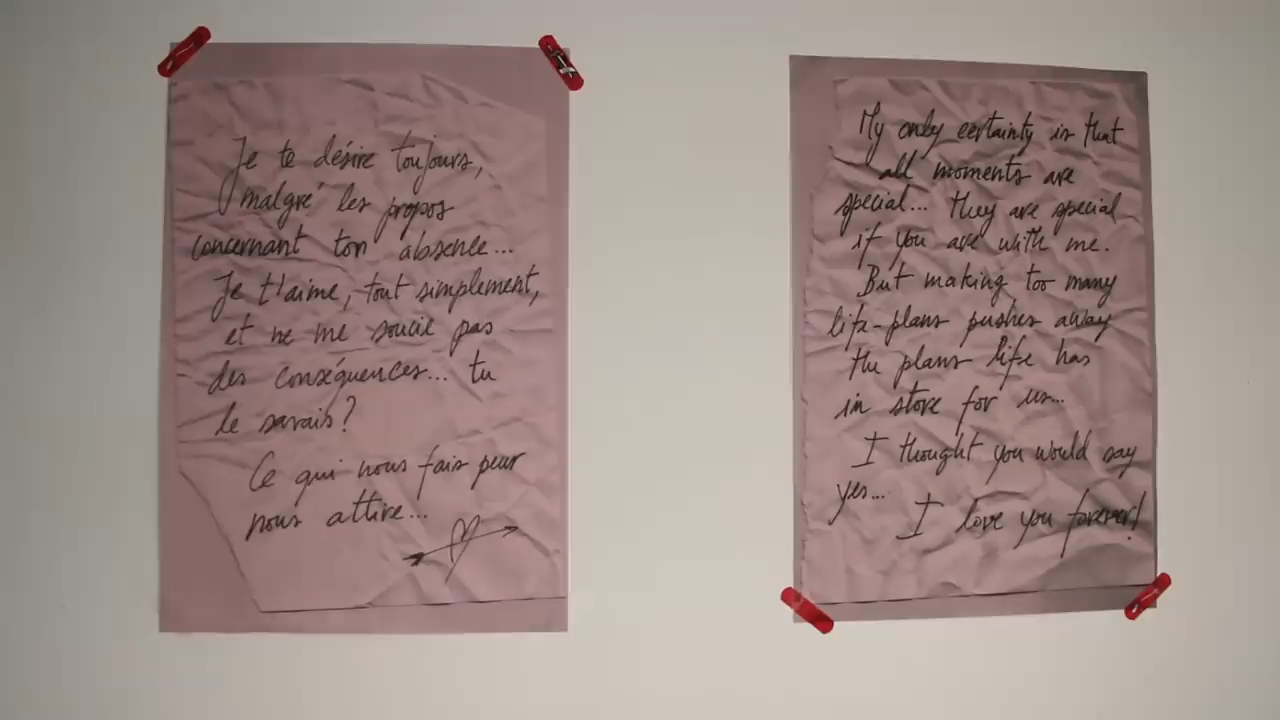 Je te désire toujours,
malgré les propos
concernant ton absence...
Je t'aime, tout simplement,
et ne me soucie pas
des conséquences... tu
le savais?
Ce qui nous fais peur
nous attire...
My only certainty is that
all moments are
special... they are special
if you are with me.
But making too many
life-plans pushes away
the plans life has
in store for us...
I thought you would say
yes...
I love you forever!